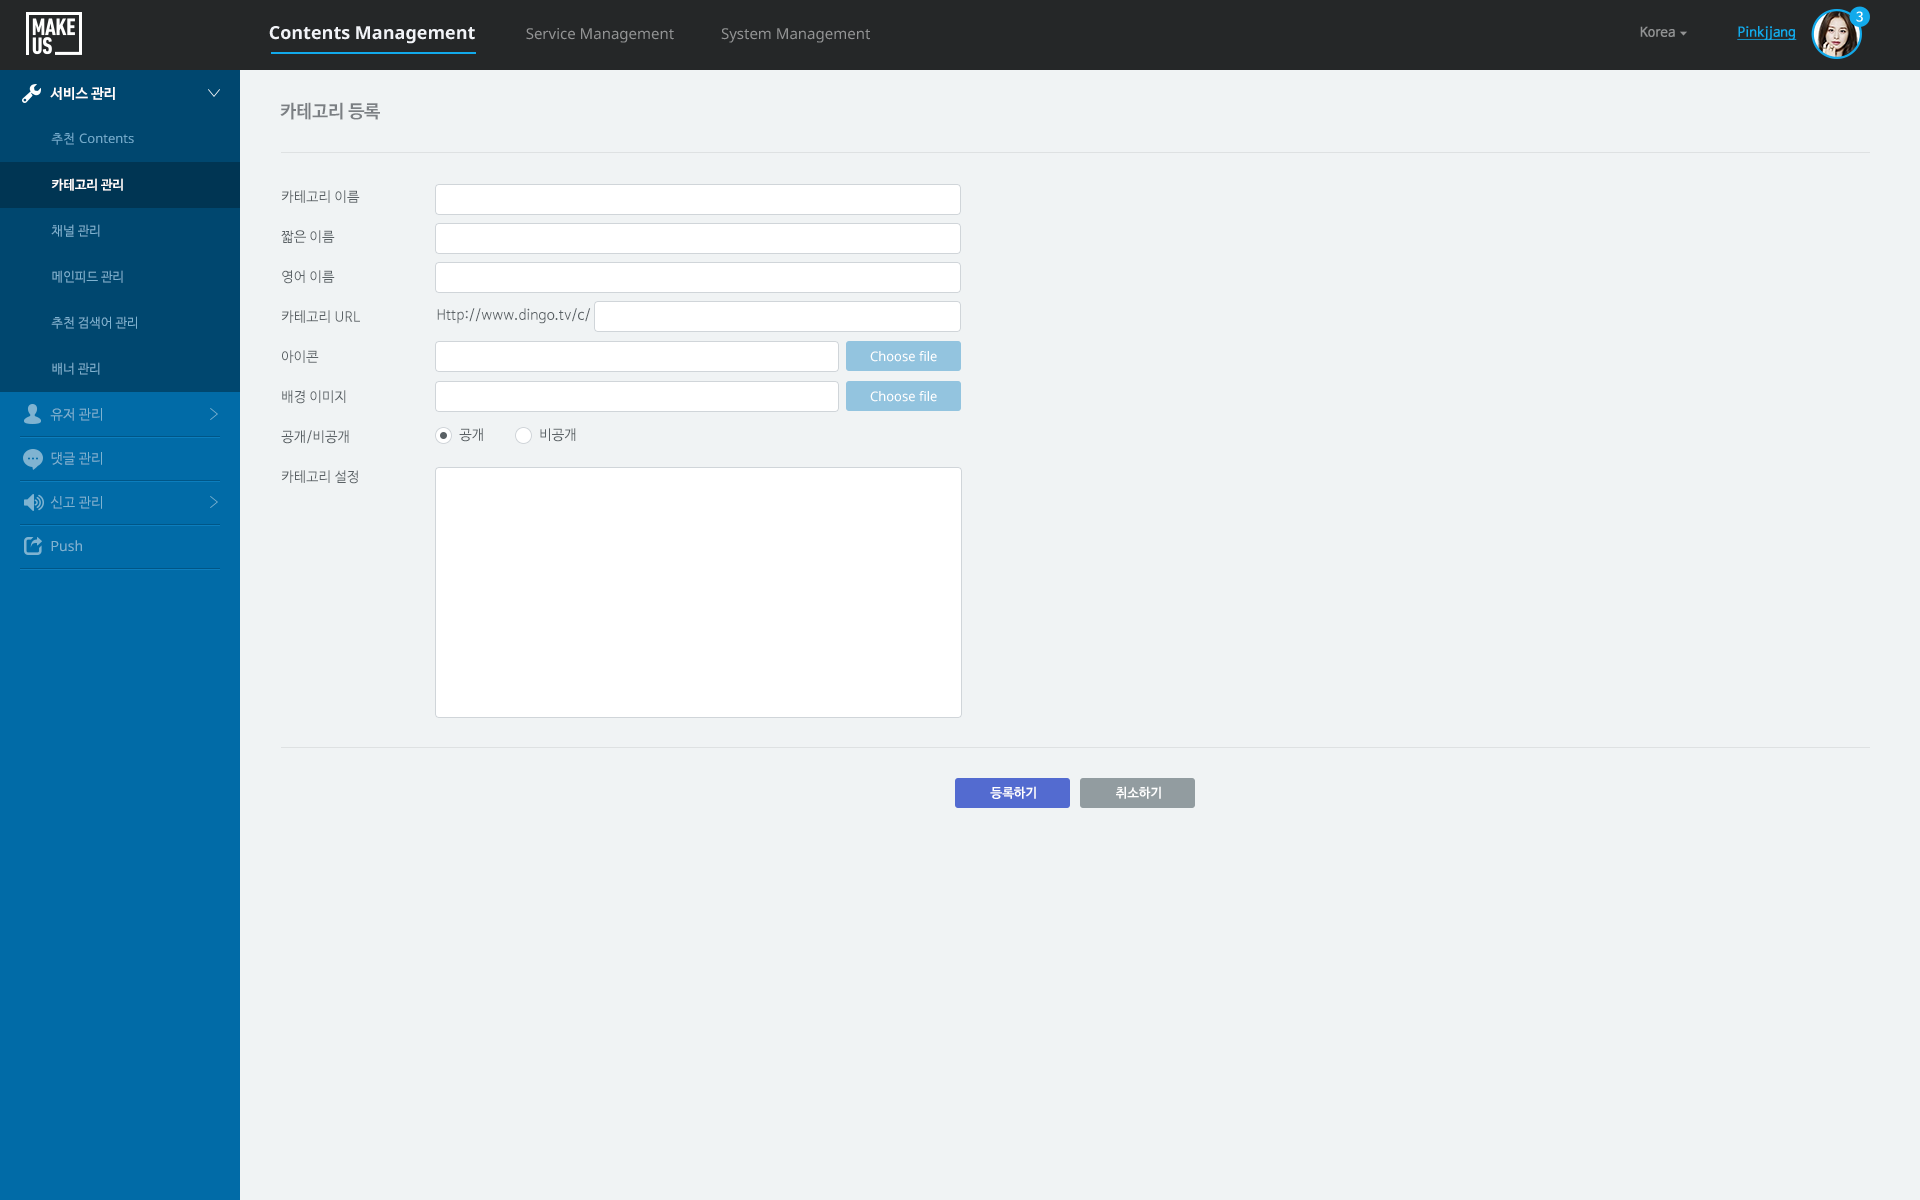 MAKE
US
Contents Management
Service Management
System Management
Korea
Pinkjjang
3
서비스 관리
추천 Contents
카테고리 관리
채널 관리
메인피드 관리
추천 검색어 관리
배너 관리
유저 관리
댓글 관리
신고 관리
Push
카테고리 등록
카테고리 이름
짧은 이름
영어 이름
카테고리 URL
Http://www.dingo.tv/c/
아이콘
Choose file
배경 이미지
Choose file
공개/비공개
공개
비공개
카테고리 설정
등록하기
취소하기